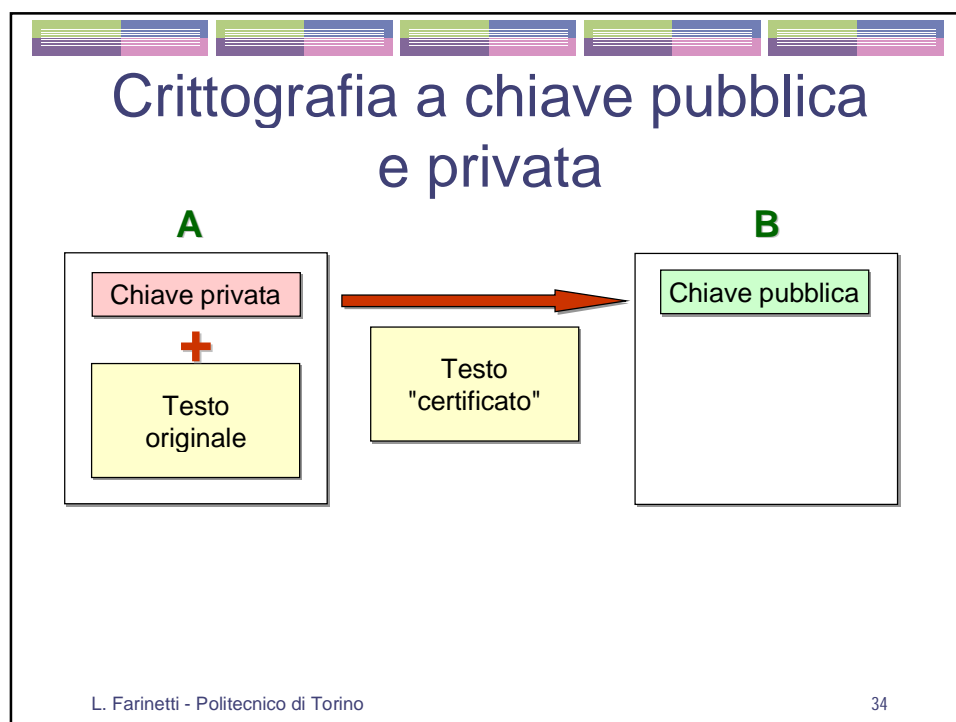 Crittografia a chiave pubblica
e privata
A
B
Chiave privata
+
Testo
originale
Testo
"certificato"
Chiave pubblica
L. Farinetti - Politecnico di Torino
34